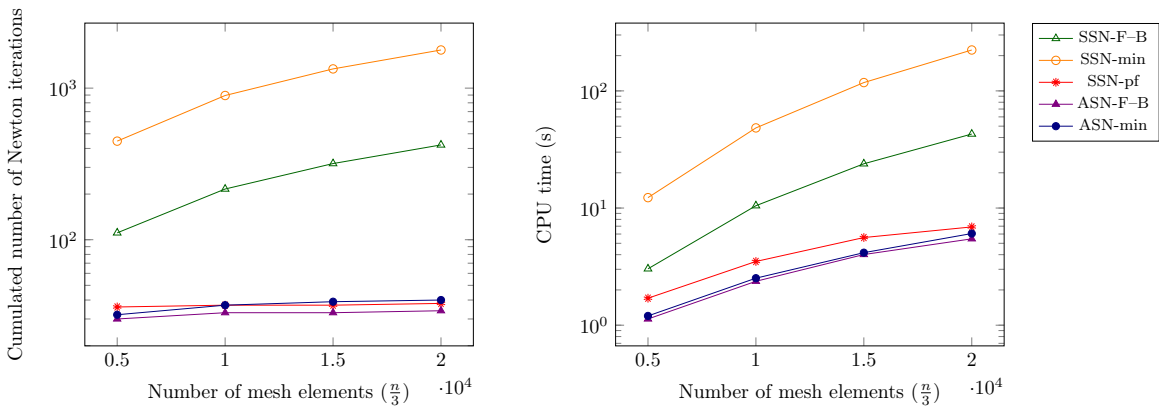 Cumulated number of Newton iterations
10^3
10^2
0.5 1 1.5 2
·10^4
Number of mesh elements (n/3)
CPU time (s)
10^2
10^1
10^0
0.5 1 1.5 2
·10^4
Number of mesh elements (n/3)
SSN-F–B
SSN-min
SSN-pf
ASN-F–B
ASN-min